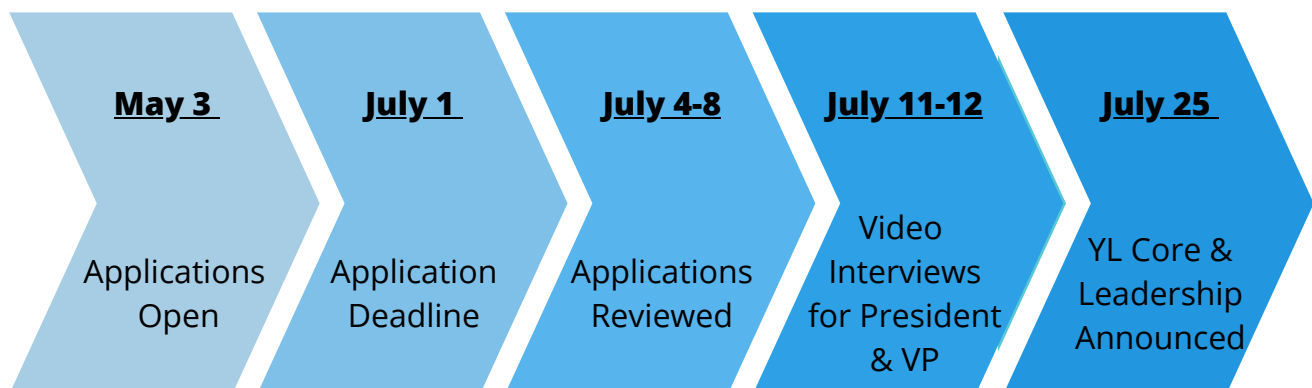 May 3
Applications
Open
July 1
Application
Deadline
July 4-8
Applications
Reviewed
July 11-12
Video
Interviews
for President
& VP
July 25
YL Core &
Leadership
Announced